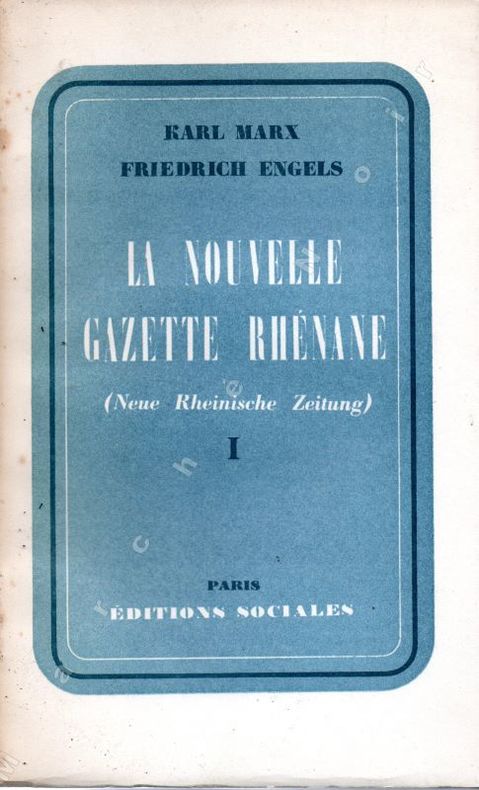 KARL MARX
FRIEDRICH ENGELS
LA NOUVELLE
GAZETTE RHÉNANE
(Neue Rheinische Zeitung)
I
PARIS
ÉDITIONS SOCIALES